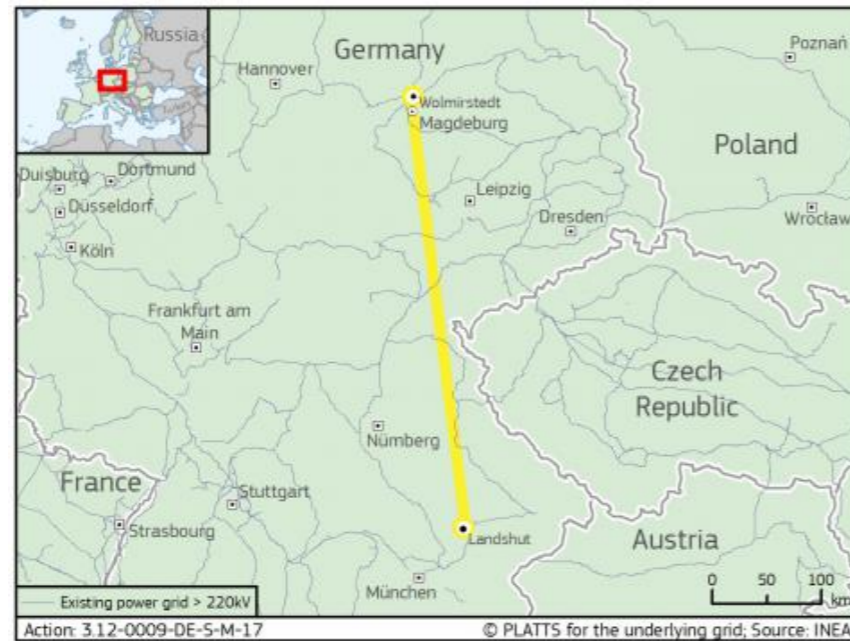 Russia
Germany
Poznań
Hannover
Wolmirstedt
Magdeburg
Poland
Duisburg
Dortmund
Leipzig
Düsseldorf
Dresden
Wrocław
Köln
Frankfurt am
Main
Czech
Republic
Nürnberg
France
Stuttgart
Strasbourg
Landshut
Austria
München
0 50 100
km
Existing power grid > 220kV
Action: 3.12-0009-DE-S-M-17
© PLATTS for the underlying grid; Source: INEA